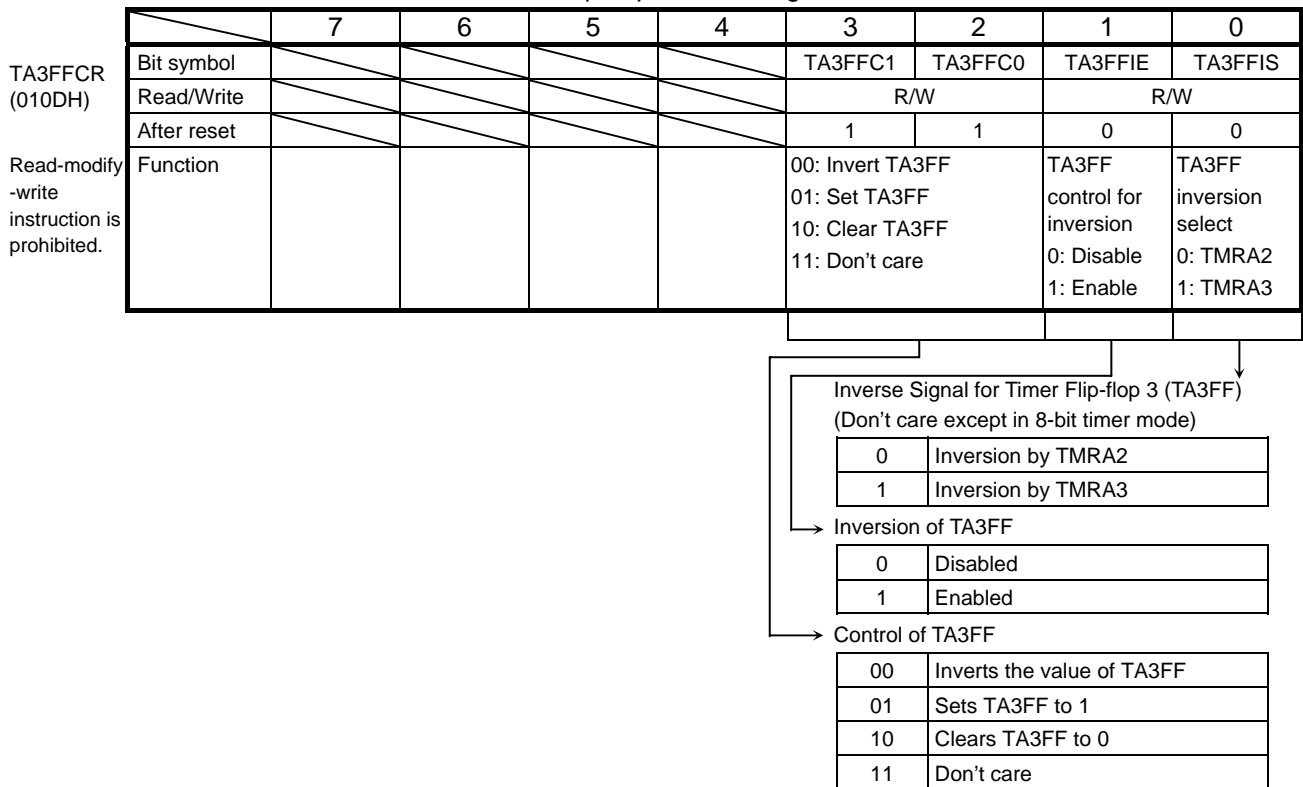 7 6 5 4 3 2 1 0
TA3FFCR
(010DH)
Bit symbol TA3FFC1 TA3FFC0 TA3FFIE TA3FFIS
Read/Write R/W R/W
After reset 1 1 0 0
Read-modify
-write
instruction is
prohibited.
Function
00: Invert TA3FF
01: Set TA3FF
10: Clear TA3FF
11: Don't care
TA3FF
control for
inversion
0: Disable
1: Enable
TA3FF
inversion
select
0: TMRA2
1: TMRA3
Inverse Signal for Timer Flip-flop 3 (TA3FF)
(Don't care except in 8-bit timer mode)
0 Inversion by TMRA2
1 Inversion by TMRA3
Inversion of TA3FF
0 Disabled
1 Enabled
Control of TA3FF
00 Inverts the value of TA3FF
01 Sets TA3FF to 1
10 Clears TA3FF to 0
11 Don't care